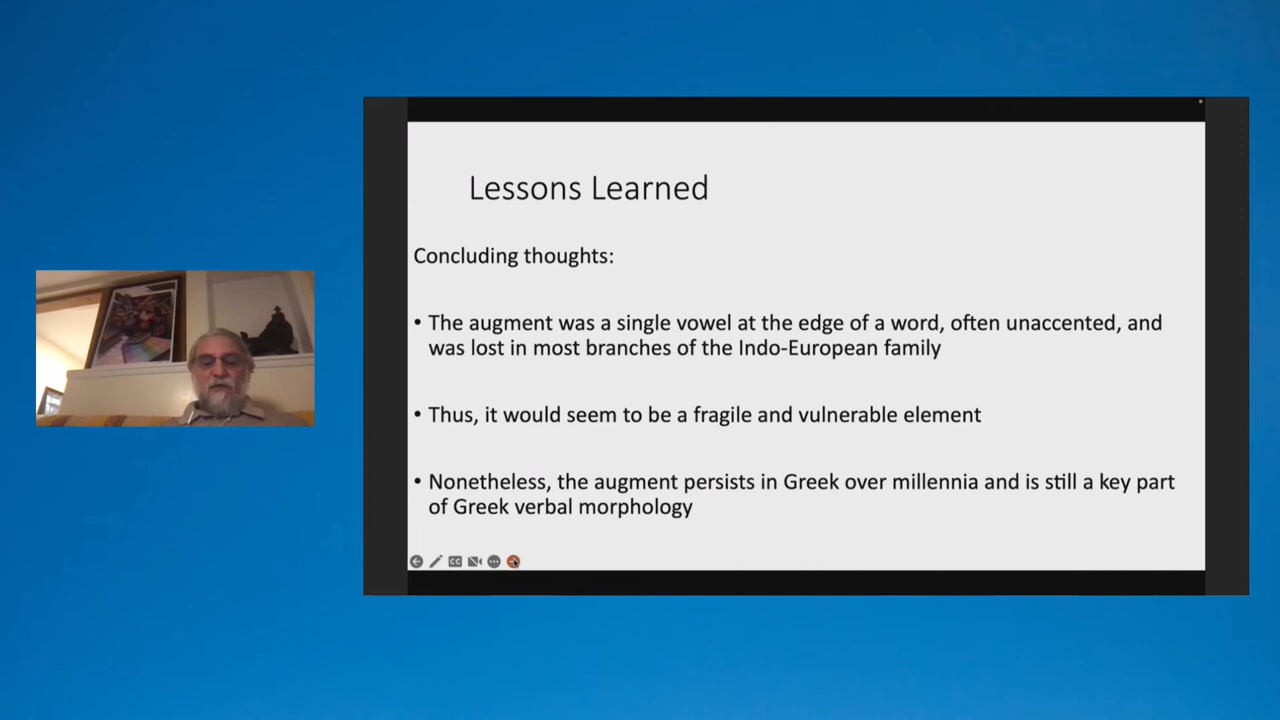 Lessons Learned
Concluding thoughts:
• The augment was a single vowel at the edge of a word, often unaccented, and
was lost in most branches of the Indo-European family
• Thus, it would seem to be a fragile and vulnerable element
• Nonetheless, the augment persists in Greek over millennia and is still a key part
of Greek verbal morphology
CC